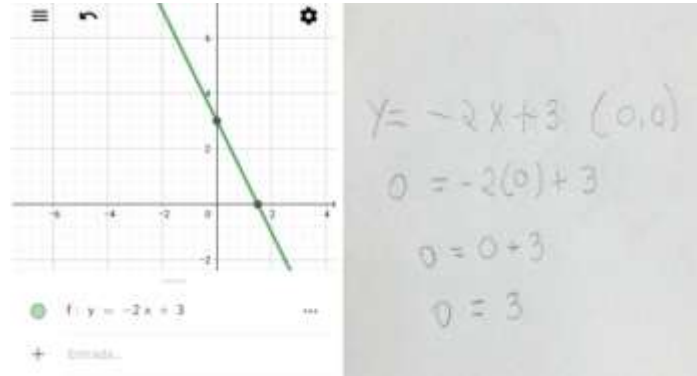 6
4
2
-6 -4 -2 0 2 4
-2
f: y = -2x + 3
+ Entrada...
y = -2x+3 (0,0)
0 = -2(0)+3
0 = 0+3
0 = 3